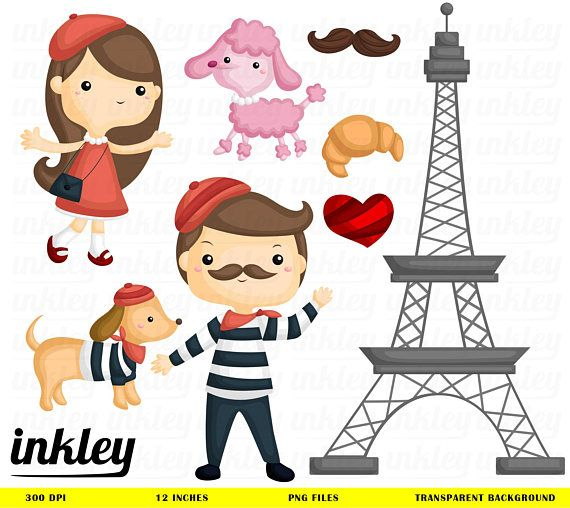 inkley
300 DPI 12 INCHES PNG FILES TRANSPARENT BACKGROUND